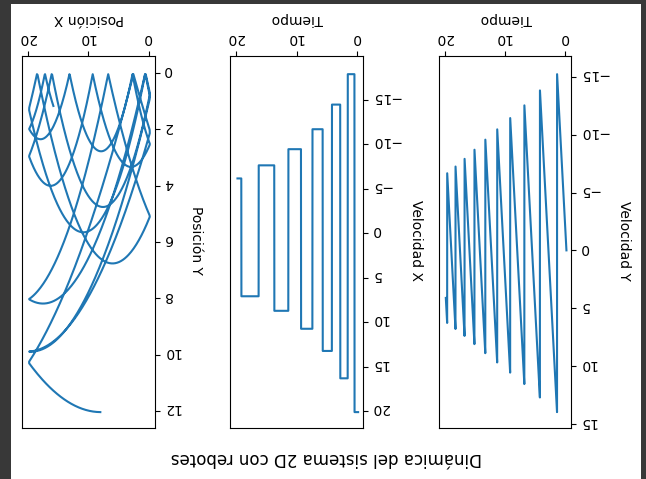 Dinámica del sistema 2D con rebotes
Velocidad Y
15
10
5
0
−5
−10
−15
0 10 20
Tiempo
Velocidad X
20
15
10
5
0
−5
−10
−15
0 10 20
Tiempo
Posición Y
12
10
8
6
4
2
0
0 10 20
Posición X